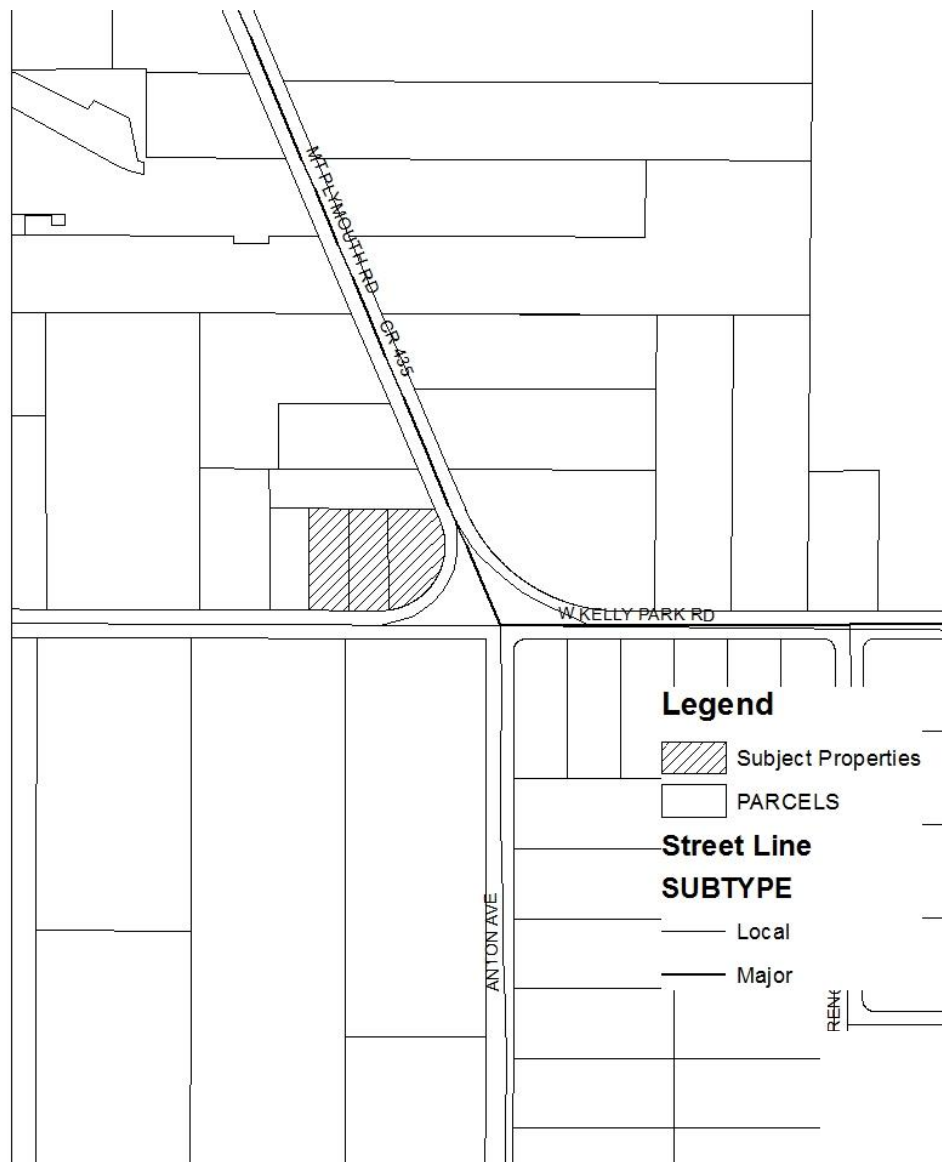 MT PLYMOUTH RD
CR 435
W KELLY PARK RD
Legend
Subject Properties
PARCELS
Street Line
SUBTYPE
Local
Major
ANTON AVE